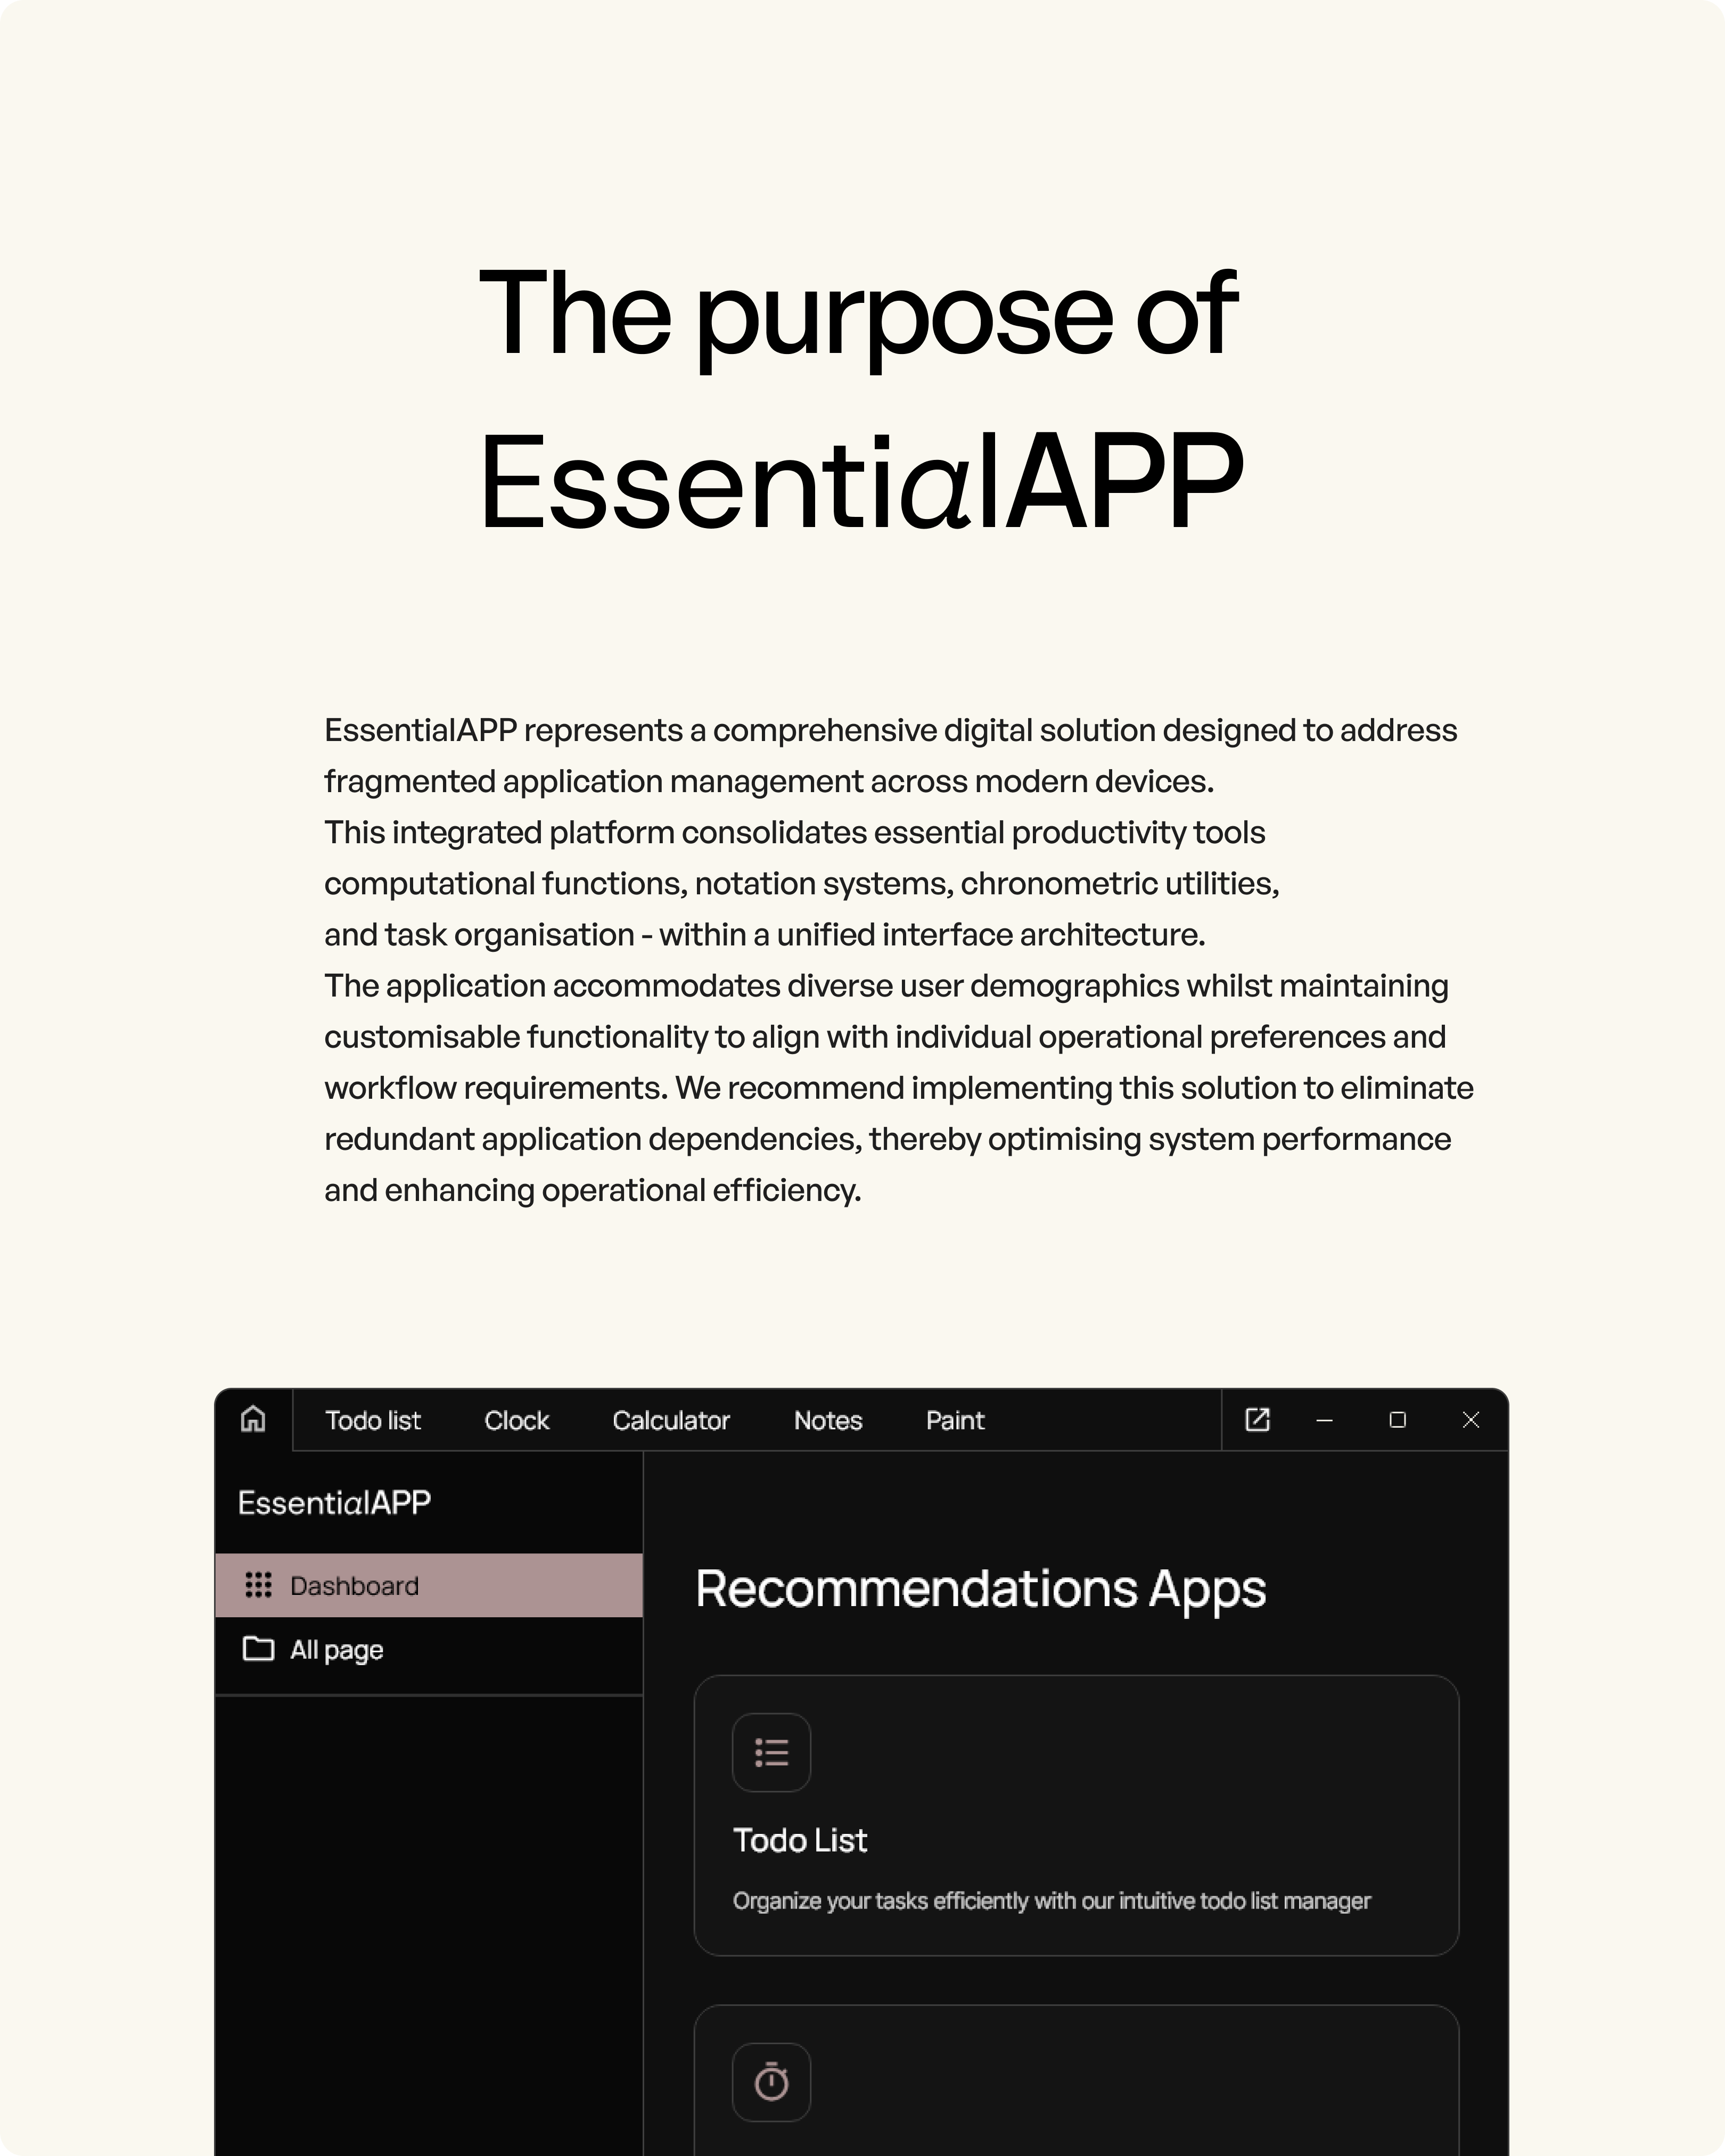 The purpose of
EssentialAPP
EssentialAPP represents a comprehensive digital solution designed to address
fragmented application management across modern devices.
This integrated platform consolidates essential productivity tools
computational functions, notation systems, chronometric utilities,
and task organisation - within a unified interface architecture.
The application accommodates diverse user demographics whilst maintaining
customisable functionality to align with individual operational preferences and
workflow requirements. We recommend implementing this solution to eliminate
redundant application dependencies, thereby optimising system performance
and enhancing operational efficiency.
Todo list Clock Calculator Notes Paint
EssentialAPP
Dashboard
All page
Recommendations Apps
Todo List
Organize your tasks efficiently with our intuitive todo list manager